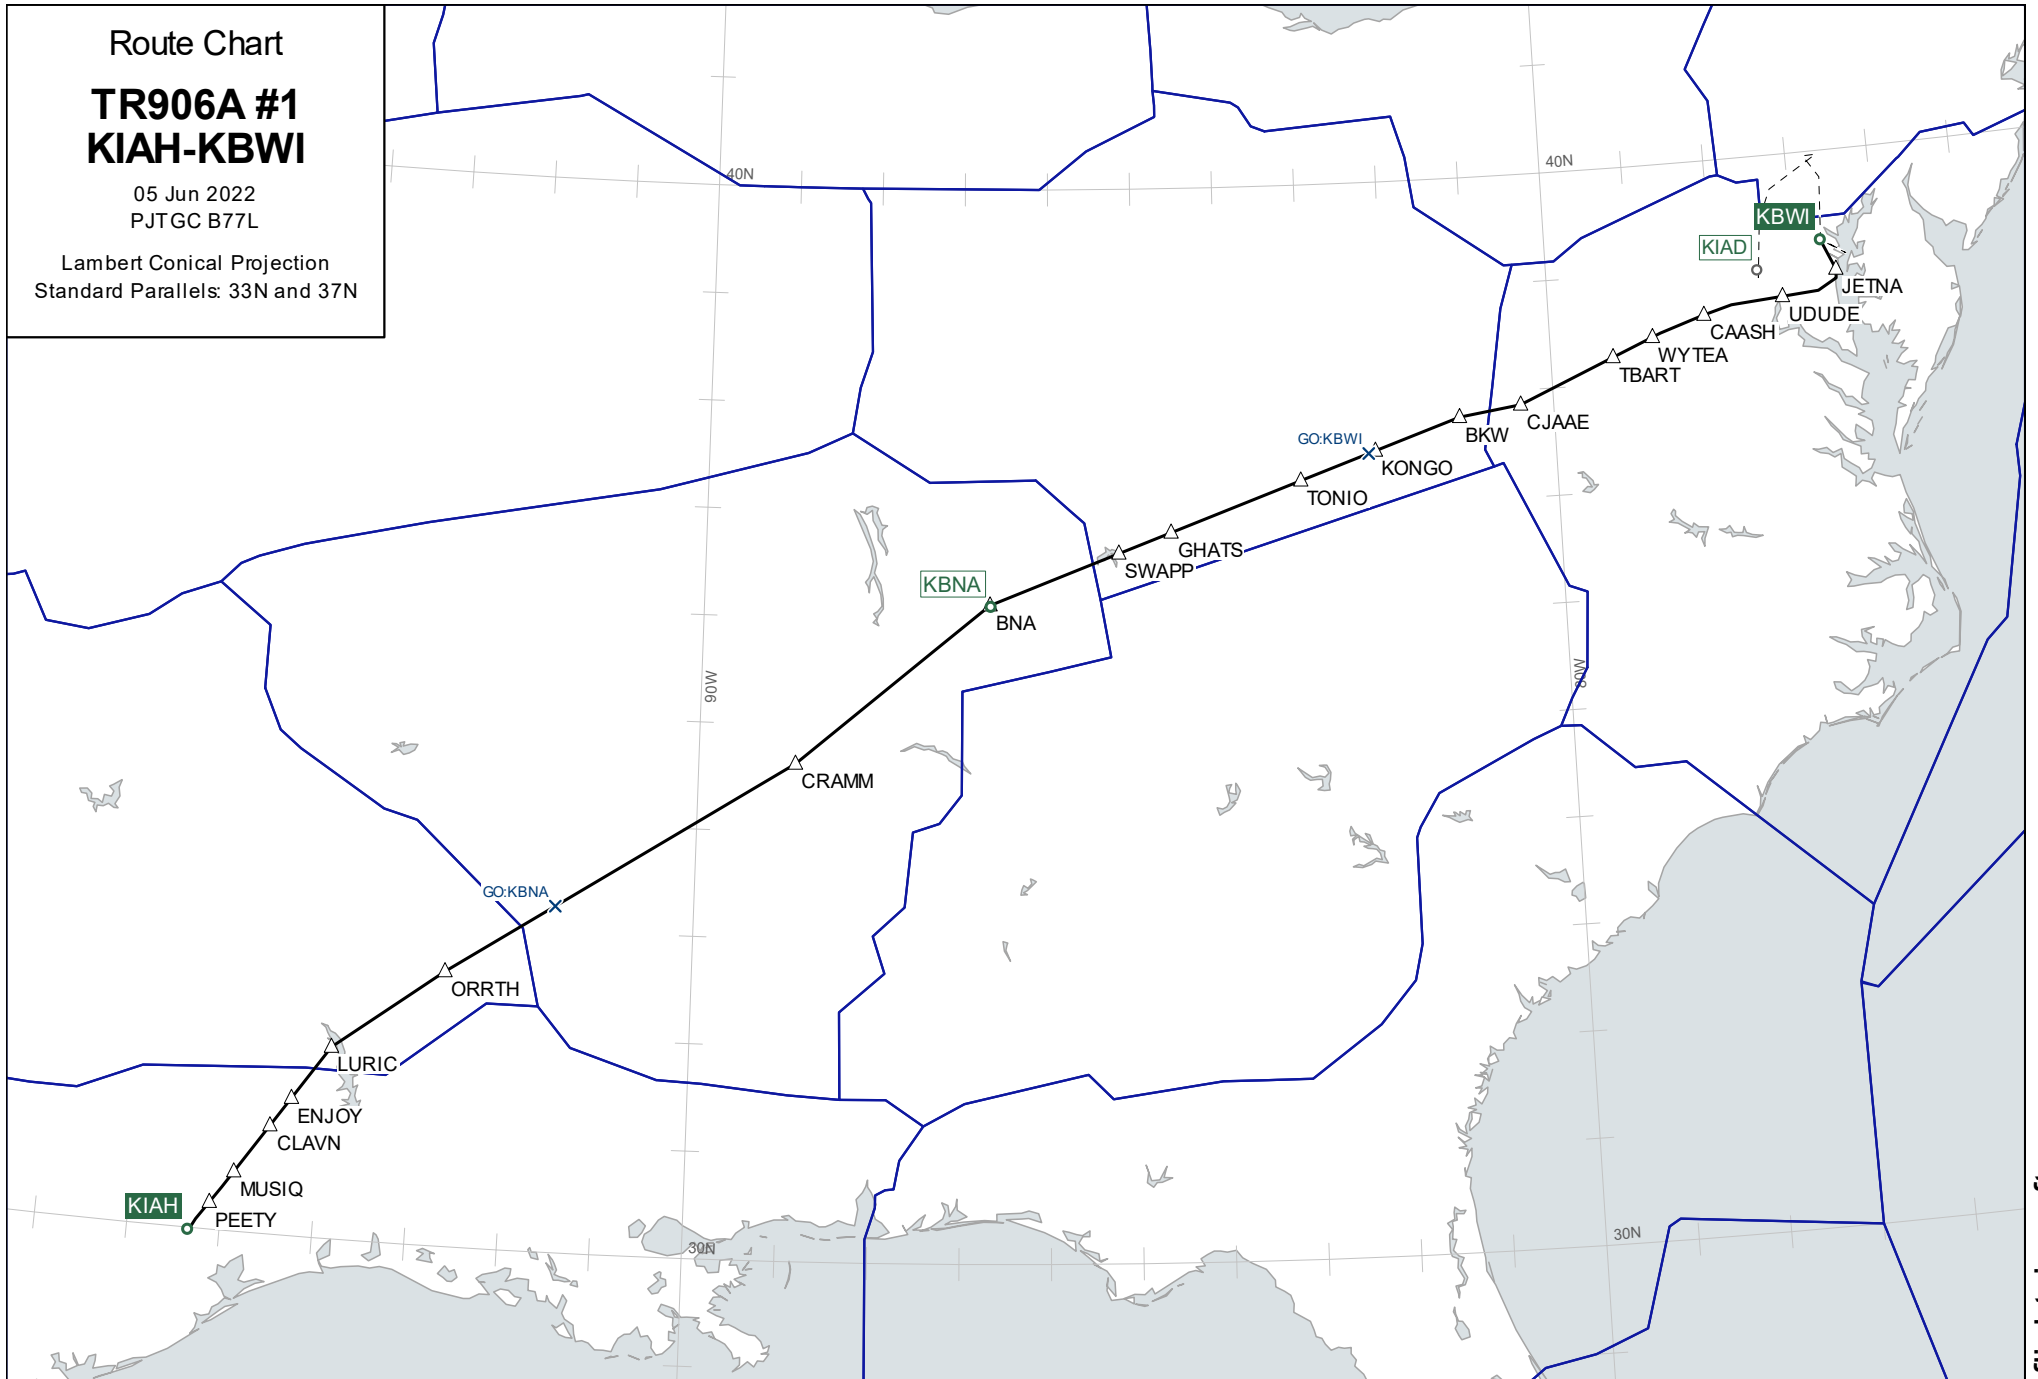 Route Chart
TR906A #1
KIAH-KBWI
05 Jun 2022
PJTGC B77L
Lambert Conical Projection
Standard Parallels: 33N and 37N
40N
40N
KBWI
KIAD
JETNA
UDUDE
CAASH
WYTEA
TBART
CJAAE
BKW
GO:KBWI
KONGO
TONIO
GHATS
SWAPP
KBNA
BNA
90W
80W
CRAMM
GO:KBNA
ORRTH
LURIC
ENJOY
CLAVN
MUSIQ
KIAH
PEETY
30N
30N